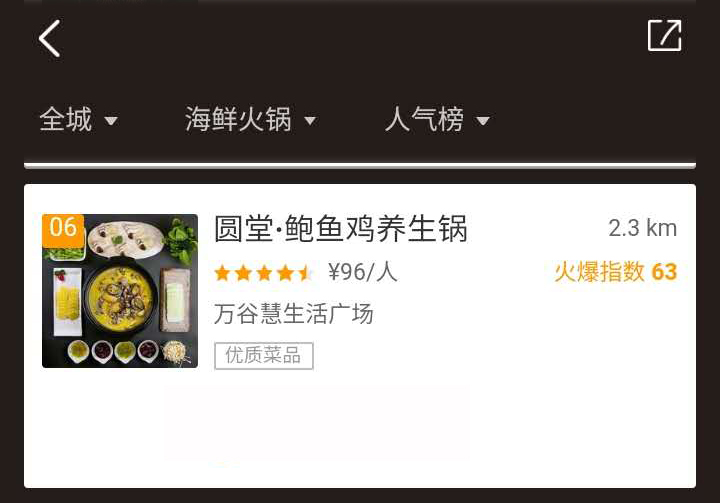 全城 海鲜火锅 人气榜
06
圆堂·鲍鱼鸡养生锅 2.3 km
¥96/人 火爆指数 63
万谷慧生活广场
优质菜品